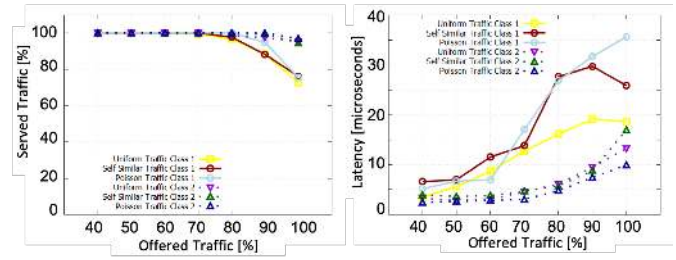 100
80
60
40
20
0
Served Traffic [%]
Uniform Traffic Class 1
Self Similar Traffic Class 1
Poisson Traffic Class 1
Uniform Traffic Class 2
Self Similar Traffic Class 2
Poisson Traffic Class 2
40 50 60 70 80 90 100
Offered Traffic [%]
Uniform Traffic Class 1
Self Similar Traffic Class 1
Poisson Traffic Class 1
Uniform Traffic Class 2
Self Similar Traffic Class 2
Poisson Traffic Class 2
40
30
20
10
0
Latency [microseconds]
40 50 60 70 80 90 100
Offered Traffic [%]